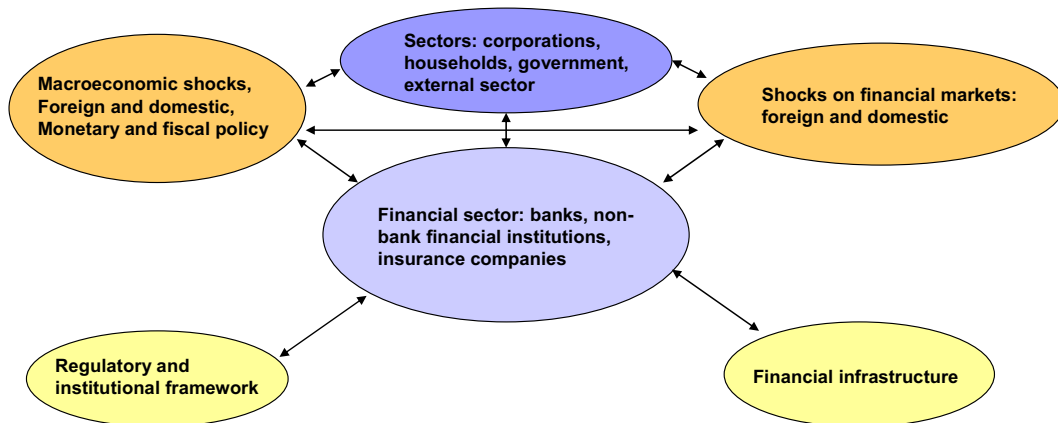 Sectors: corporations,
households, government,
external sector
Macroeconomic shocks,
Foreign and domestic,
Monetary and fiscal policy
Shocks on financial markets:
foreign and domestic
Financial sector: banks, non-
bank financial institutions,
insurance companies
Regulatory and
institutional framework
Financial infrastructure